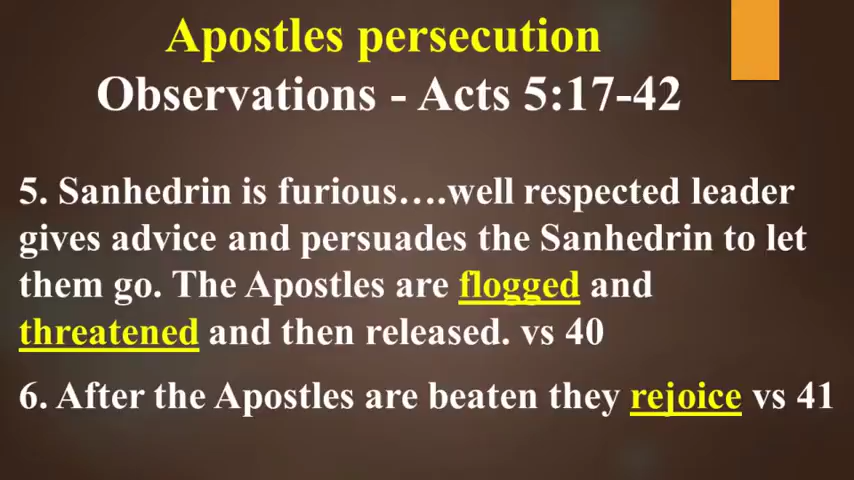 Apostles persecution
Observations - Acts 5:17-42
5. Sanhedrin is furious….well respected leader
gives advice and persuades the Sanhedrin to let
them go. The Apostles are flogged and
threatened and then released. vs 40
6. After the Apostles are beaten they rejoice vs 41